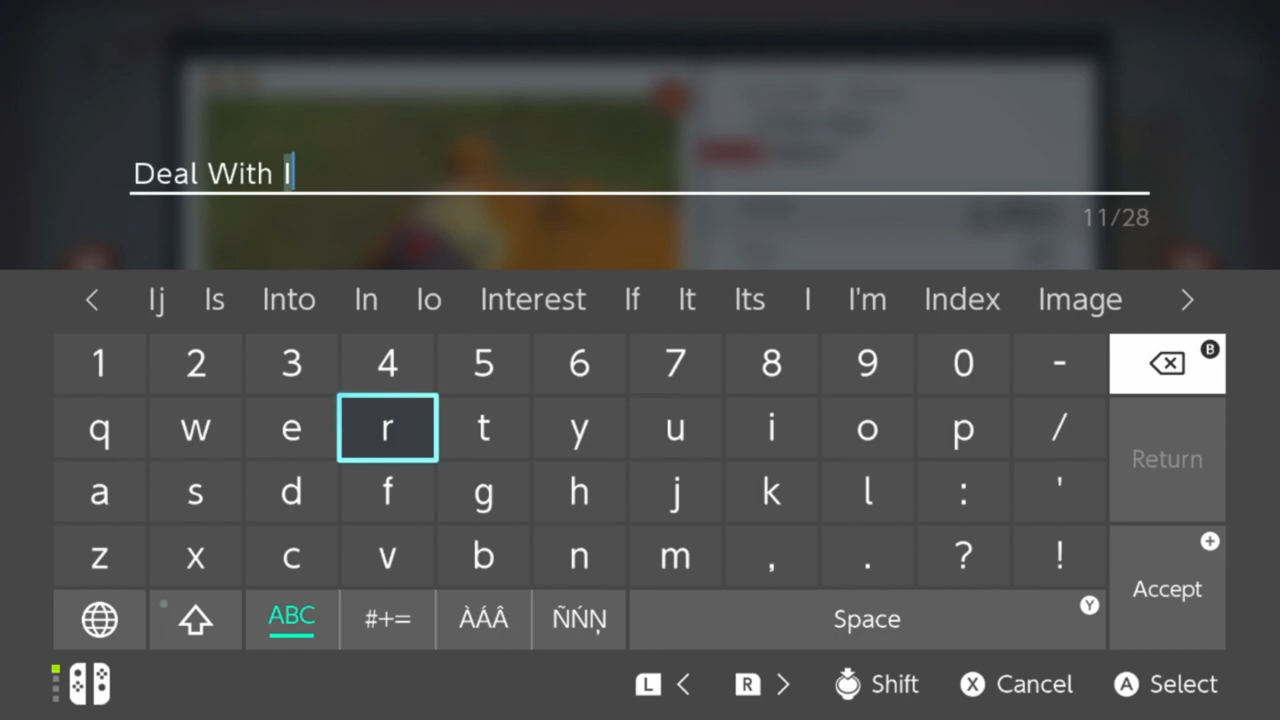 Deal With I
11/28
< Ij Is Into In Io Interest If It Its I I'm Index Image >
1 2 3 4 5 6 7 8 9 0 - B
q w e r t y u i o p /
Return
a s d f g h j k l : '
z x c v b n m , . ? ! +
Accept
ABC #+= ÀÁÂ ÑŃŅ Space Y
L < R > Shift X Cancel A Select